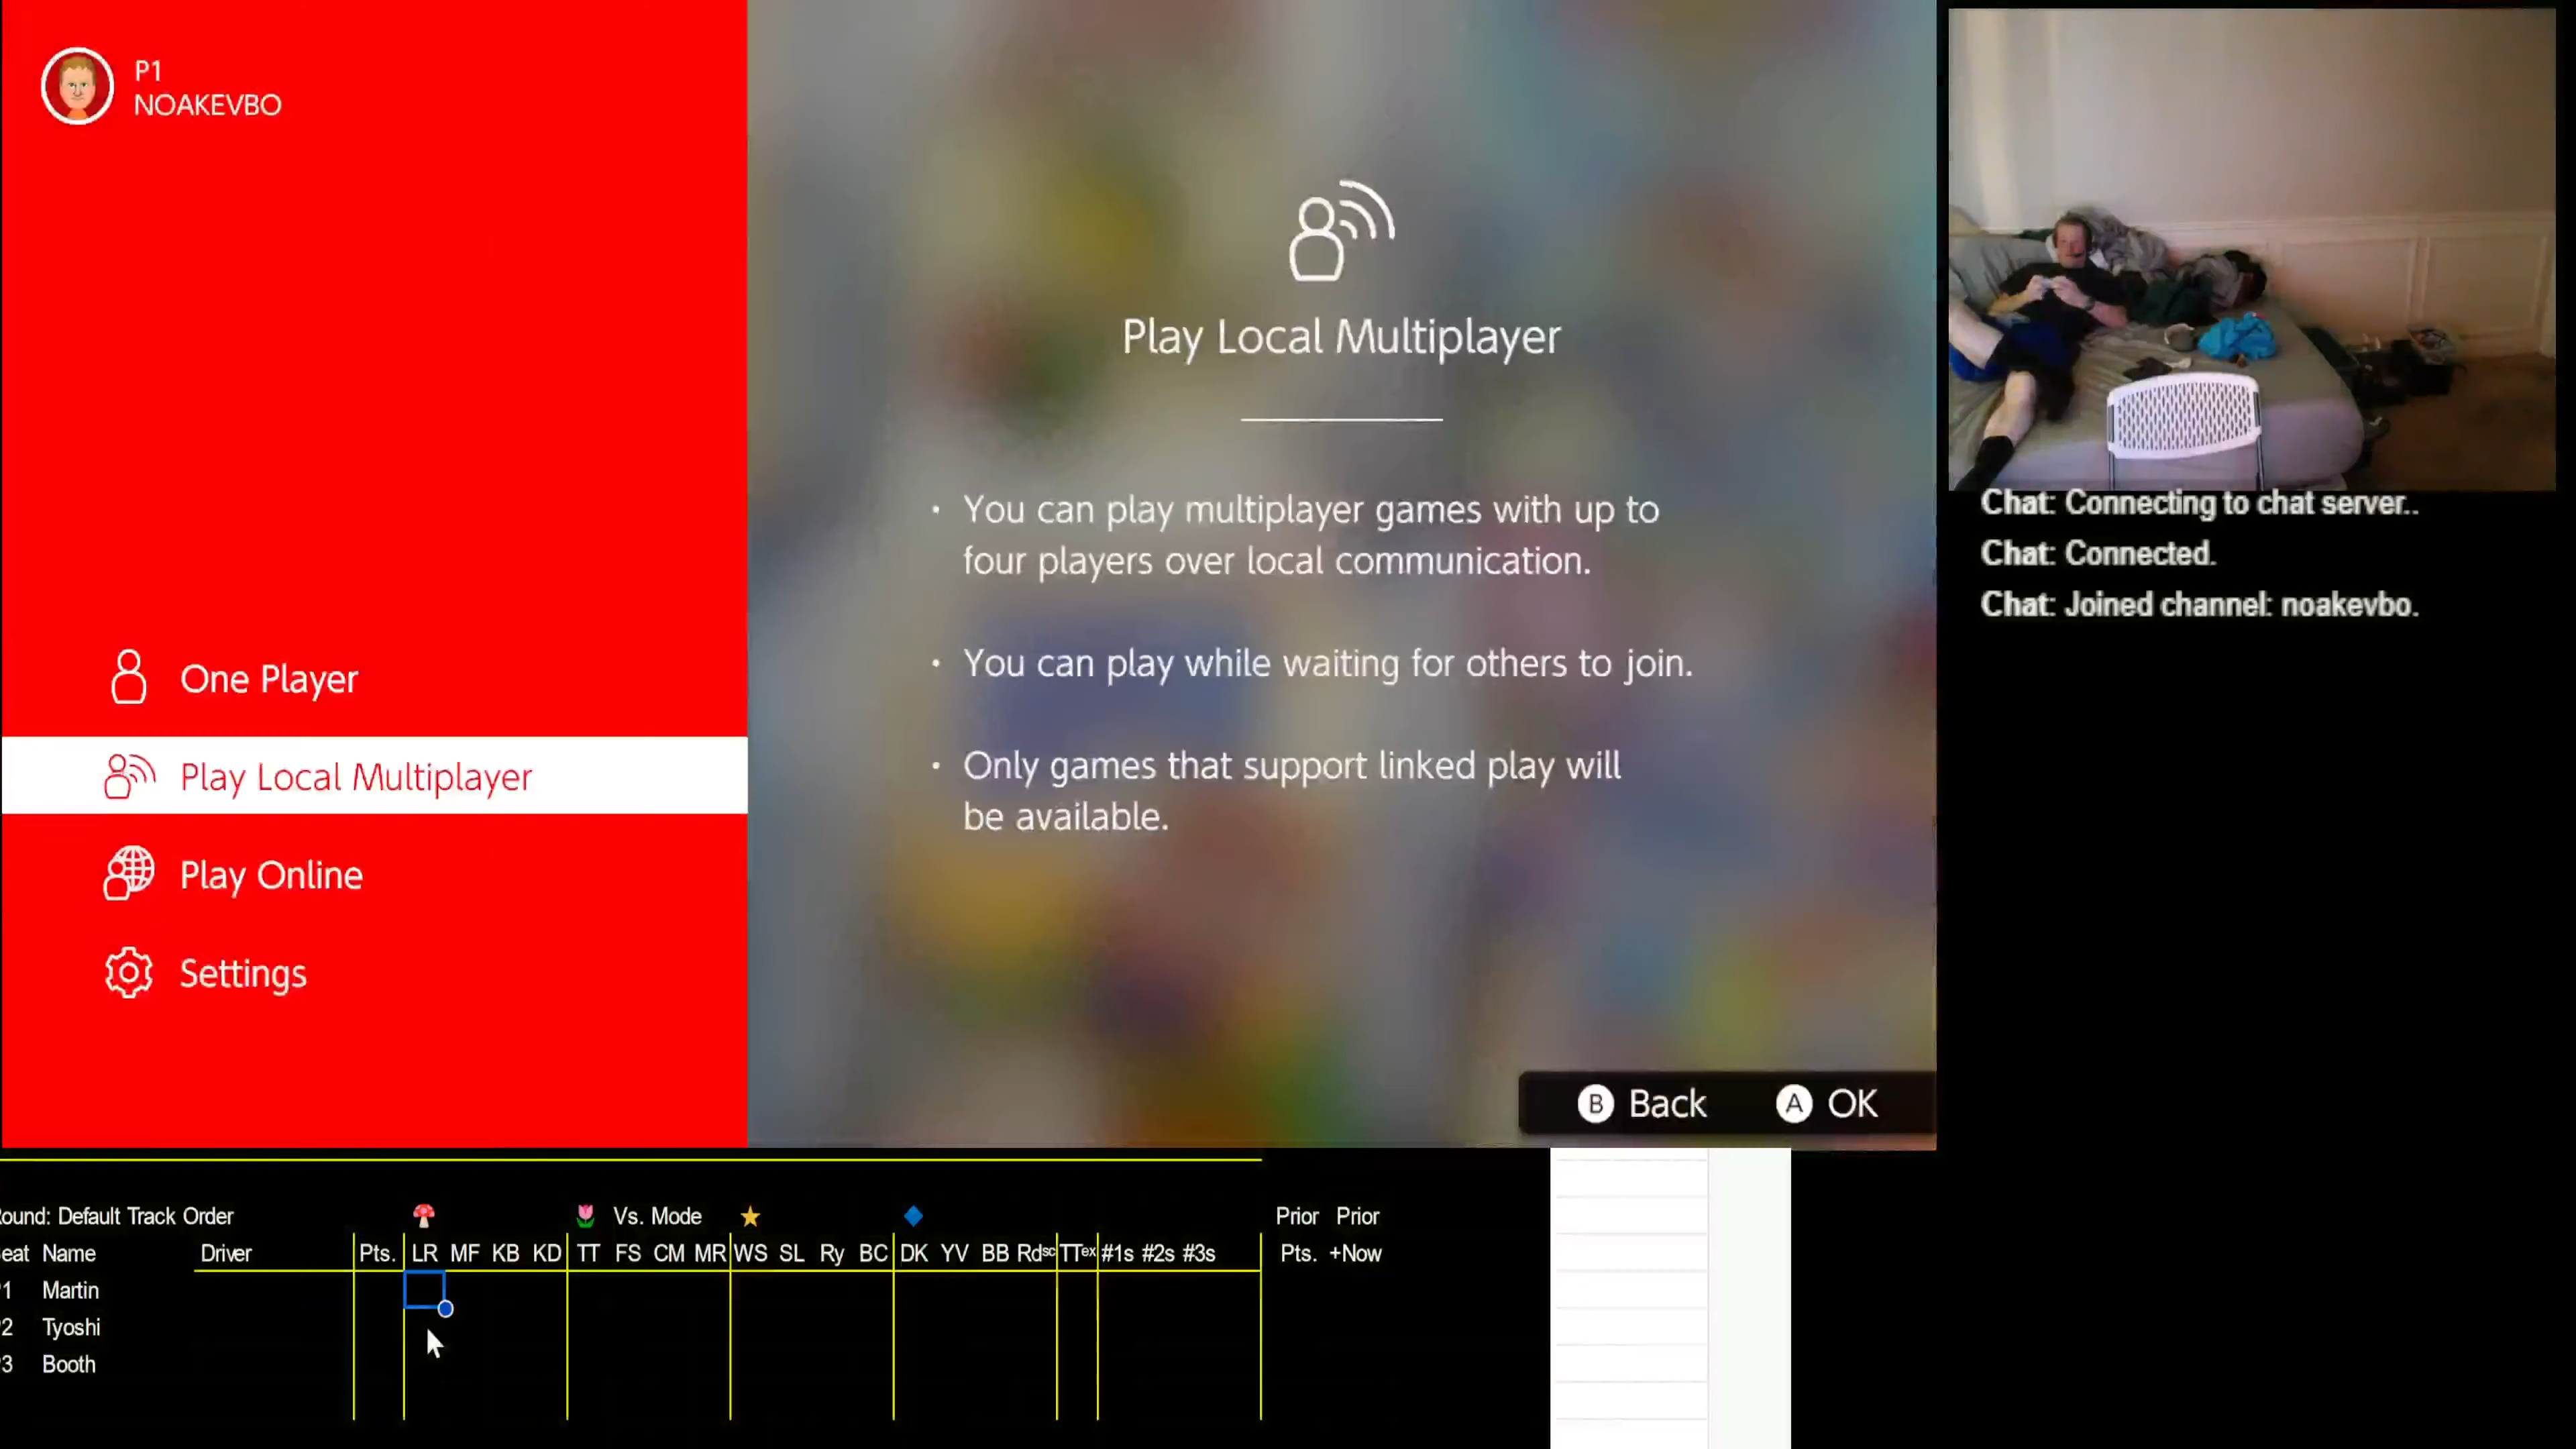 P1
NOAKEVBO
One Player
Play Local Multiplayer
Play Online
Settings
Play Local Multiplayer
• You can play multiplayer games with up to
four players over local communication.
• You can play while waiting for others to join.
• Only games that support linked play will
be available.
B Back A OK
Chat: Connecting to chat server..
Chat: Connected.
Chat: Joined channel: noakevbo.
ound: Default Track Order Vs. Mode Prior Prior
eat Name Driver Pts. LR MF KB KD TT FS CM MR WS SL Ry BC DK YV BB Rdsc TTex #1s #2s #3s Pts. +Now
1 Martin
2 Tyoshi
3 Booth